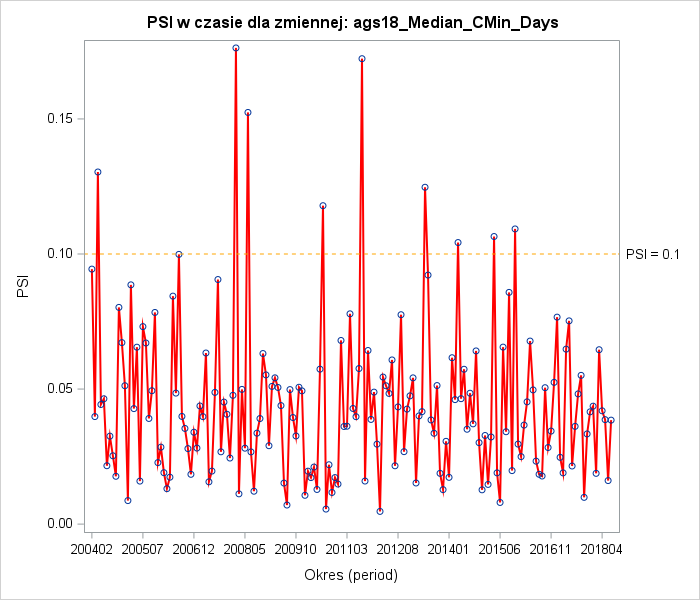 PSI w czasie dla zmiennej: ags18_Median_CMin_Days
0.15
0.10
0.05
0.00
PSI
PSI = 0.1
200402 200507 200612 200805 200910 201103 201208 201401 201506 201611 201804
Okres (period)